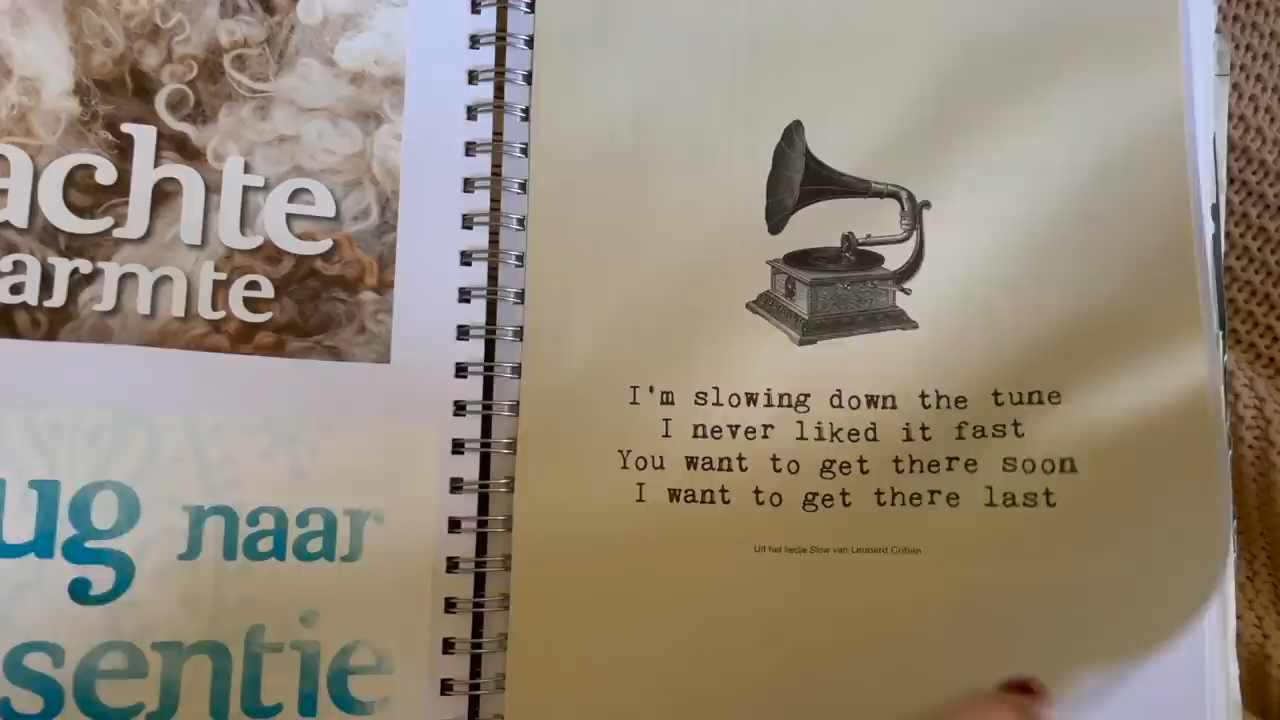 achte
armte
ug naar
sentie
I'm slowing down the tune
I never liked it fast
You want to get there soon
I want to get there last
Uit het liedje Slow van Leonard Cohen